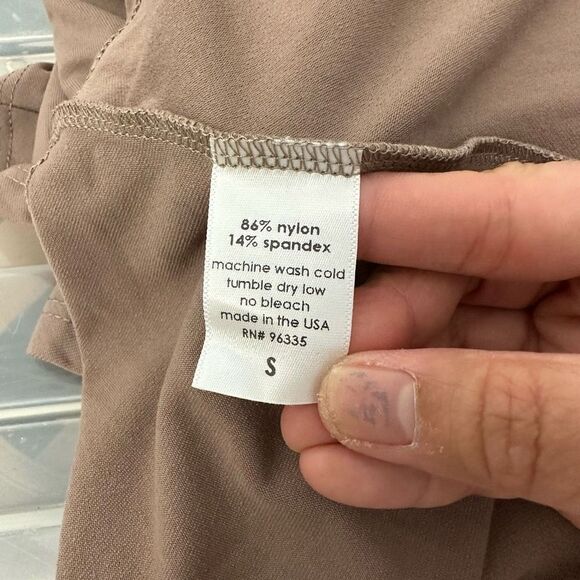 86% nylon
14% spandex
machine wash cold
tumble dry low
no bleach
made in the USA
RN# 96335
S